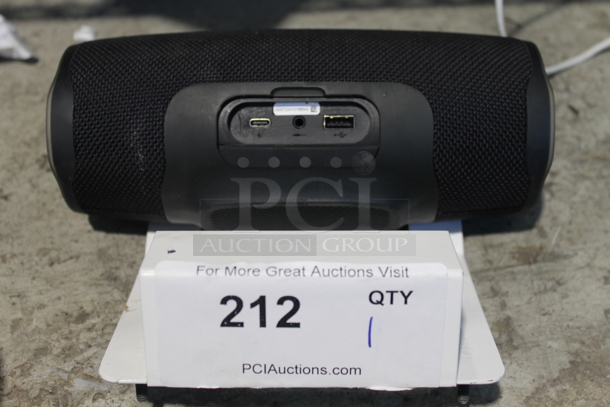 PCI
AUCTION GROUP
For More Great Auctions Visit
212
QTY
1
PCIAuctions.com